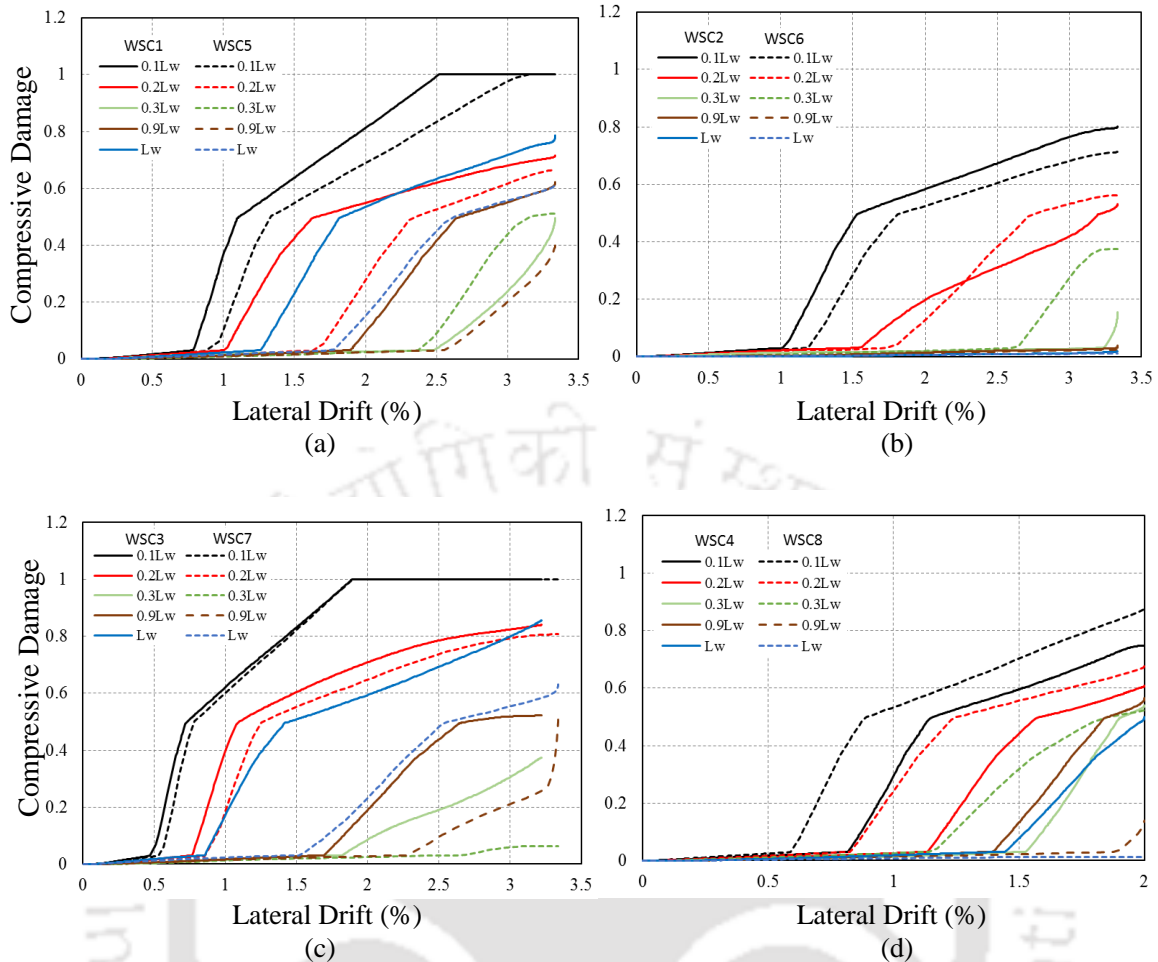 1.2
1
0.8
0.6
0.4
0.2
0
Compressive Damage
WSC1 WSC5
0.1Lw 0.1Lw
0.2Lw 0.2Lw
0.3Lw 0.3Lw
0.9Lw 0.9Lw
Lw Lw
0 0.5 1 1.5 2 2.5 3 3.5
Lateral Drift (%)
(a)
1.2
1
0.8
0.6
0.4
0.2
0
WSC2 WSC6
0.1Lw 0.1Lw
0.2Lw 0.2Lw
0.3Lw 0.3Lw
0.9Lw 0.9Lw
Lw Lw
0 0.5 1 1.5 2 2.5 3 3.5
Lateral Drift (%)
(b)
1.2
1
0.8
0.6
0.4
0.2
0
Compressive Damage
WSC3 WSC7
0.1Lw 0.1Lw
0.2Lw 0.2Lw
0.3Lw 0.3Lw
0.9Lw 0.9Lw
Lw Lw
0 0.5 1 1.5 2 2.5 3 3.5
Lateral Drift (%)
(c)
1.2
1
0.8
0.6
0.4
0.2
0
WSC4 WSC8
0.1Lw 0.1Lw
0.2Lw 0.2Lw
0.3Lw 0.3Lw
0.9Lw 0.9Lw
Lw Lw
0 0.5 1 1.5 2
Lateral Drift (%)
(d)